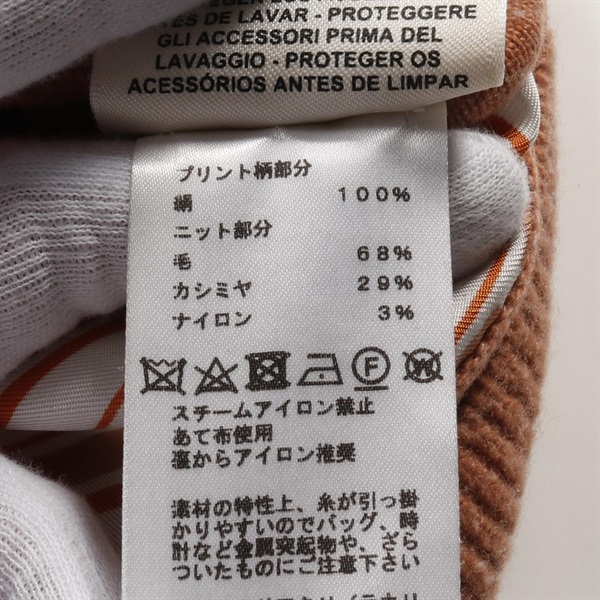 DE LAVAR - PROTEGGERE
GLI ACCESSORI PRIMA DEL
LAVAGGIO - PROTEGER OS
ACESSÓRIOS ANTES DE LIMPAR
プリント柄部分
絹 100%
ニット部分
毛 68%
カシミヤ 29%
ナイロン 3%
F W
スチームアイロン禁止
あて布使用
裏からアイロン推奨
素材の特性上、糸が引っ掛
かりやすいのでバッグ、時
計など金属突起物や、ざら
ついたものにご注意下さい